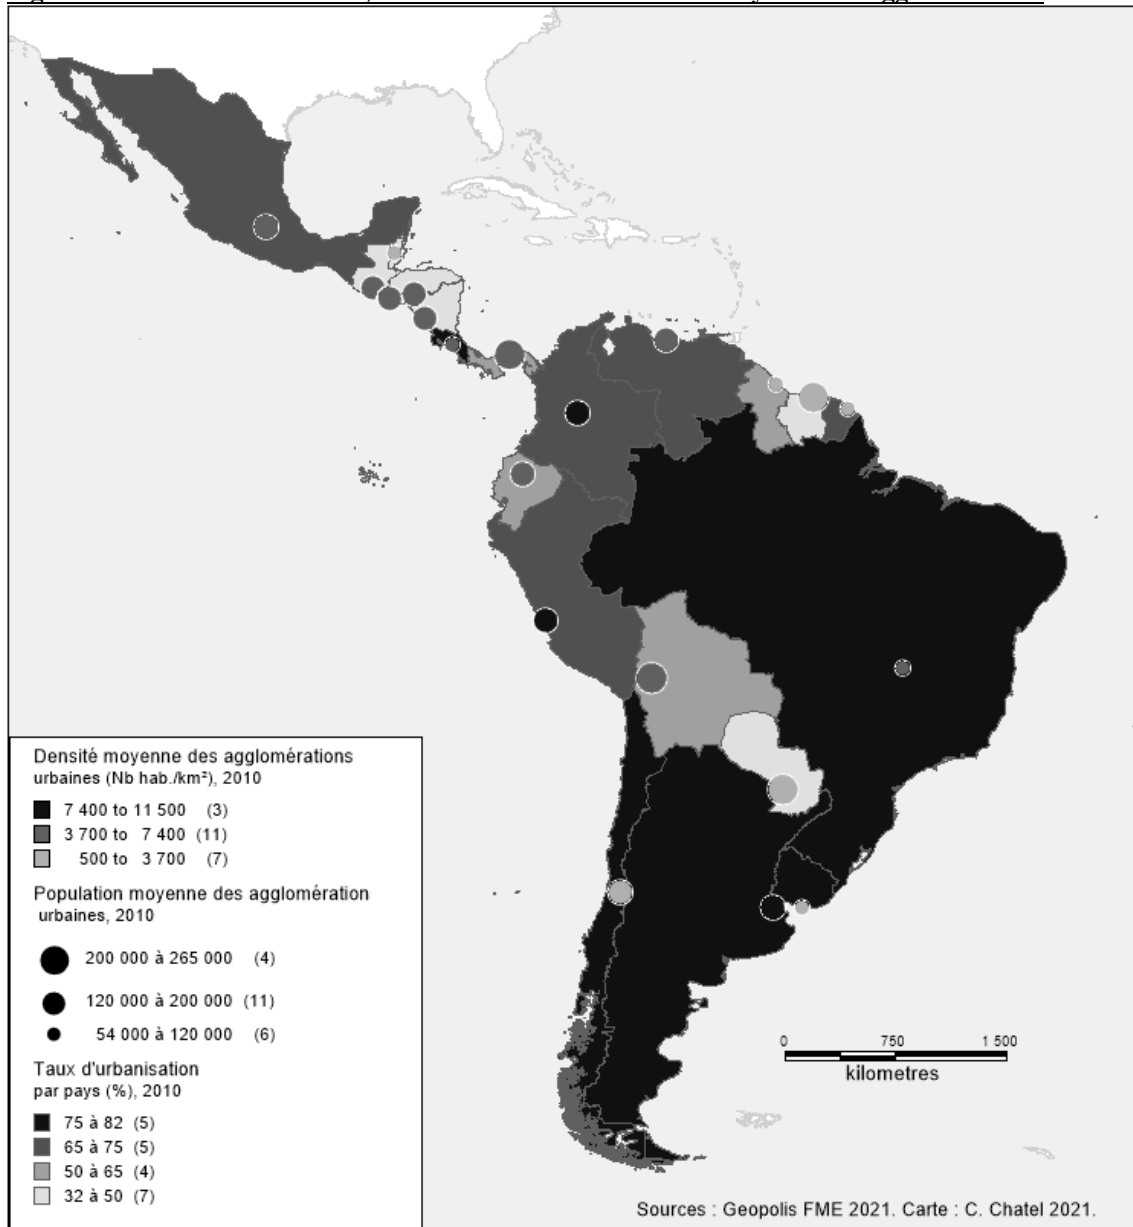 Densité moyenne des agglomérations
urbaines (Nb hab./km²), 2010
7 400 to 11 500 (3)
3 700 to 7 400 (11)
500 to 3 700 (7)
Population moyenne des agglomération
urbaines, 2010
200 000 à 265 000 (4)
120 000 à 200 000 (11)
54 000 à 120 000 (6)
Taux d'urbanisation
par pays (%), 2010
75 à 82 (5)
65 à 75 (5)
50 à 65 (4)
32 à 50 (7)
0 750 1 500
kilometres
Sources : Geopolis FME 2021. Carte : C. Chatel 2021.